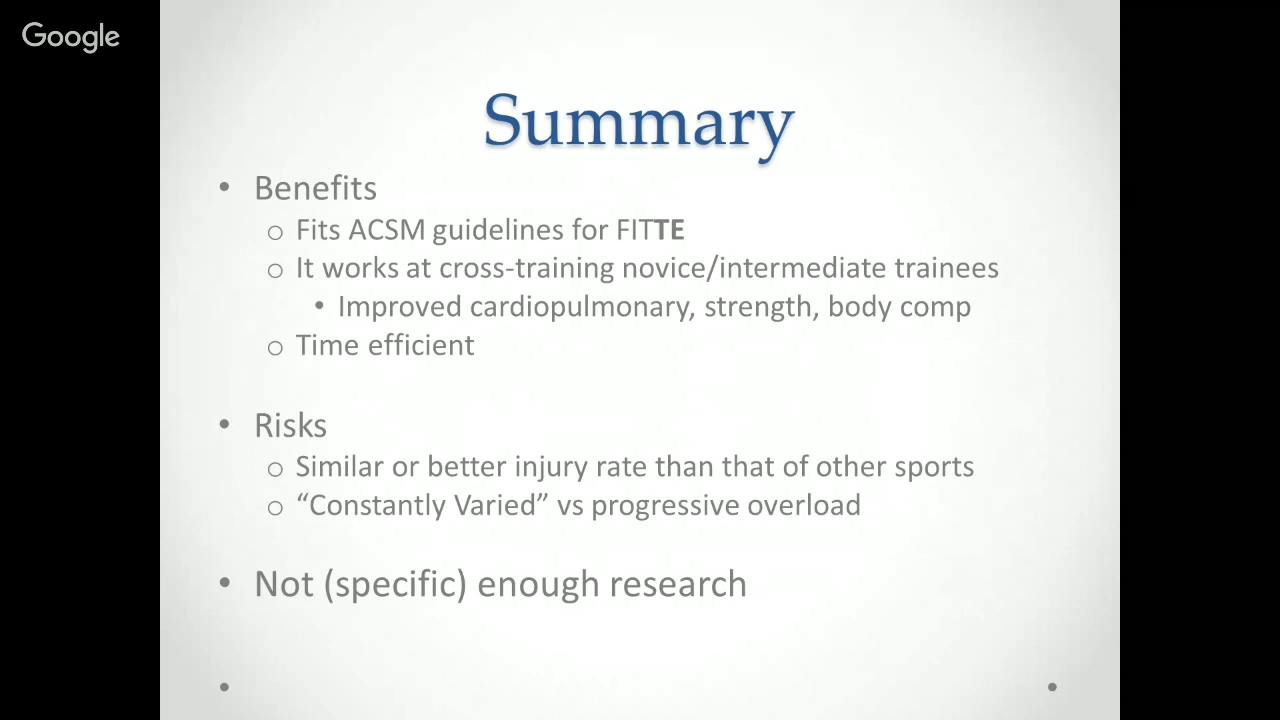 Google
Summary
• Benefits
o Fits ACSM guidelines for FITTE
o It works at cross-training novice/intermediate trainees
• Improved cardiopulmonary, strength, body comp
o Time efficient
• Risks
o Similar or better injury rate than that of other sports
o “Constantly Varied” vs progressive overload
• Not (specific) enough research